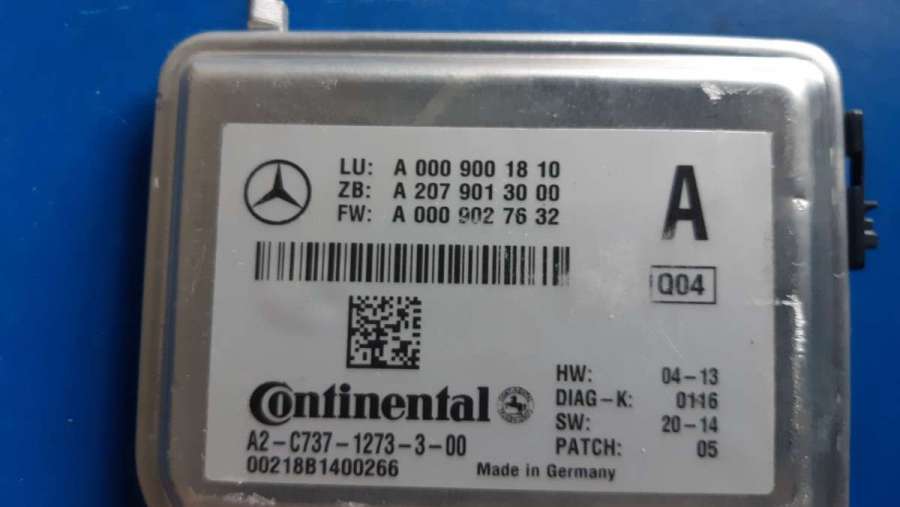 LU: A 000 900 18 10
ZB: A 207 901 30 00
FW: A 000 902 76 32
A
Q04
Continental
A2-C737-1273-3-00
00218B1400266
HW: 04-13
DIAG-K: 0116
SW: 20-14
PATCH: 05
Made in Germany